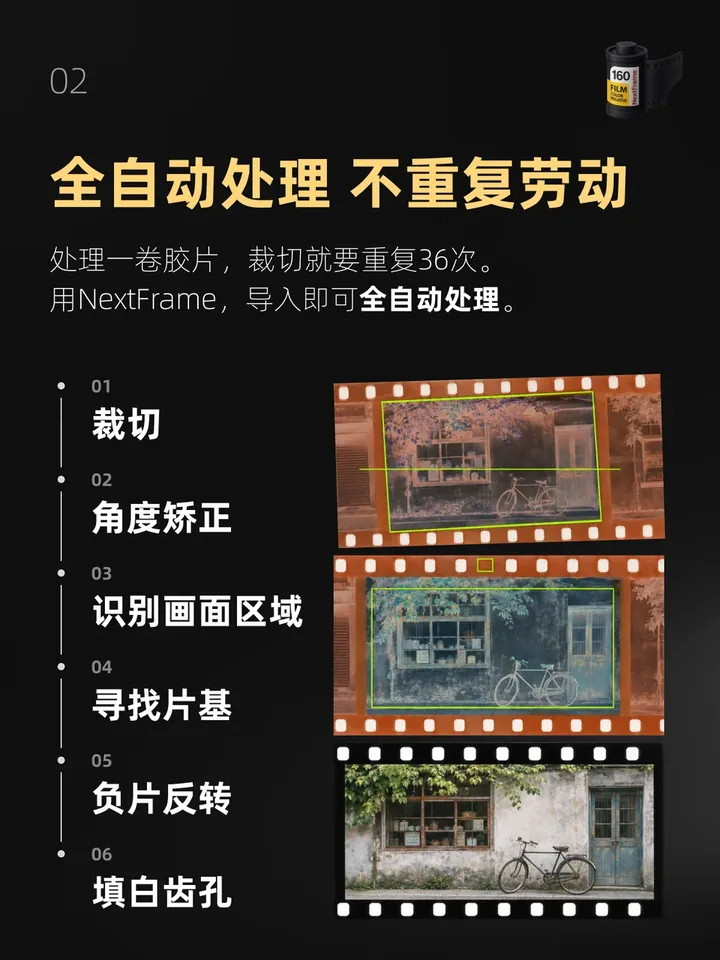 02
160
FILM
COLOR
NEGATIVE
NextFrame
全自动处理 不重复劳动
处理一卷胶片，裁切就要重复36次。
用NextFrame，导入即可全自动处理。
01
裁切
02
角度矫正
03
识别画面区域
04
寻找片基
05
负片反转
06
填白齿孔